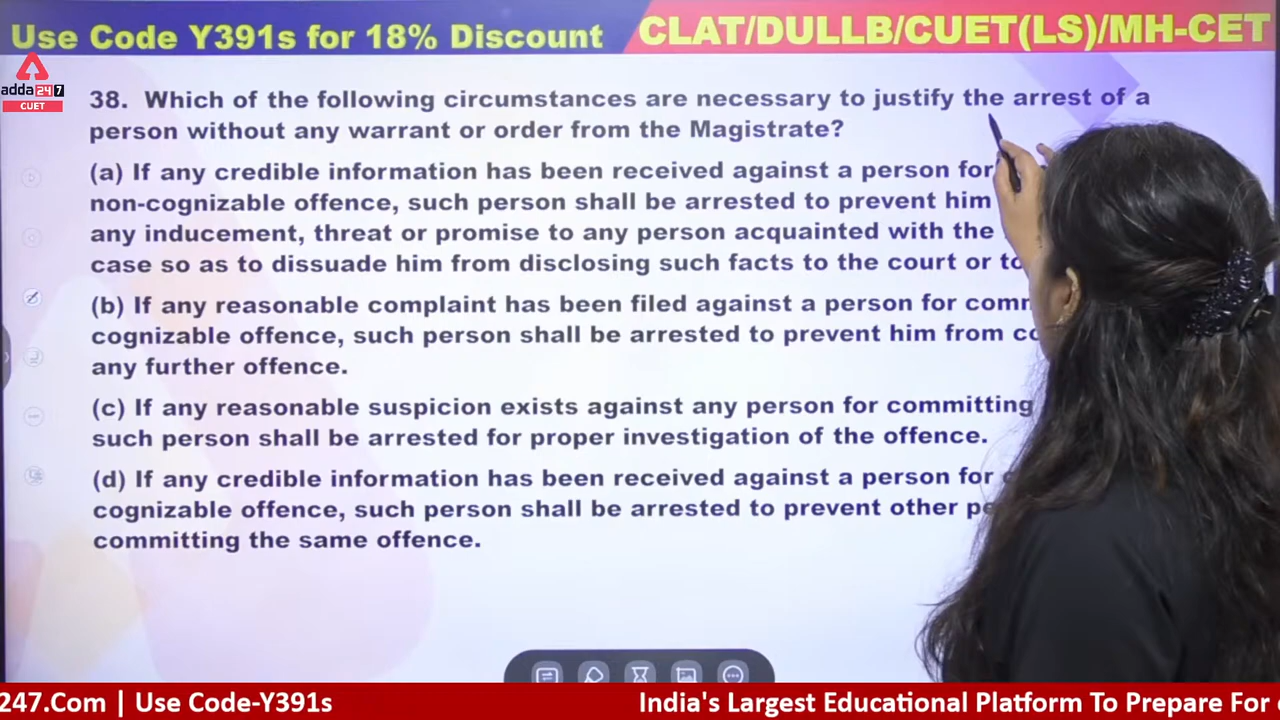 Use Code Y391s for 18% Discount
CLAT/DULLB/CUET(LS)/MH-CET
adda247
CUET
38. Which of the following circumstances are necessary to justify the arrest of a
person without any warrant or order from the Magistrate?
(a) If any credible information has been received against a person for
non-cognizable offence, such person shall be arrested to prevent him
any inducement, threat or promise to any person acquainted with the
case so as to dissuade him from disclosing such facts to the court or
(b) If any reasonable complaint has been filed against a person for
cognizable offence, such person shall be arrested to prevent him from
any further offence.
(c) If any reasonable suspicion exists against any person for committing
such person shall be arrested for proper investigation of the offence.
(d) If any credible information has been received against a person for
cognizable offence, such person shall be arrested to prevent other
committing the same offence.
247.Com | Use Code-Y391s
India's Largest Educational Platform To Prepare For